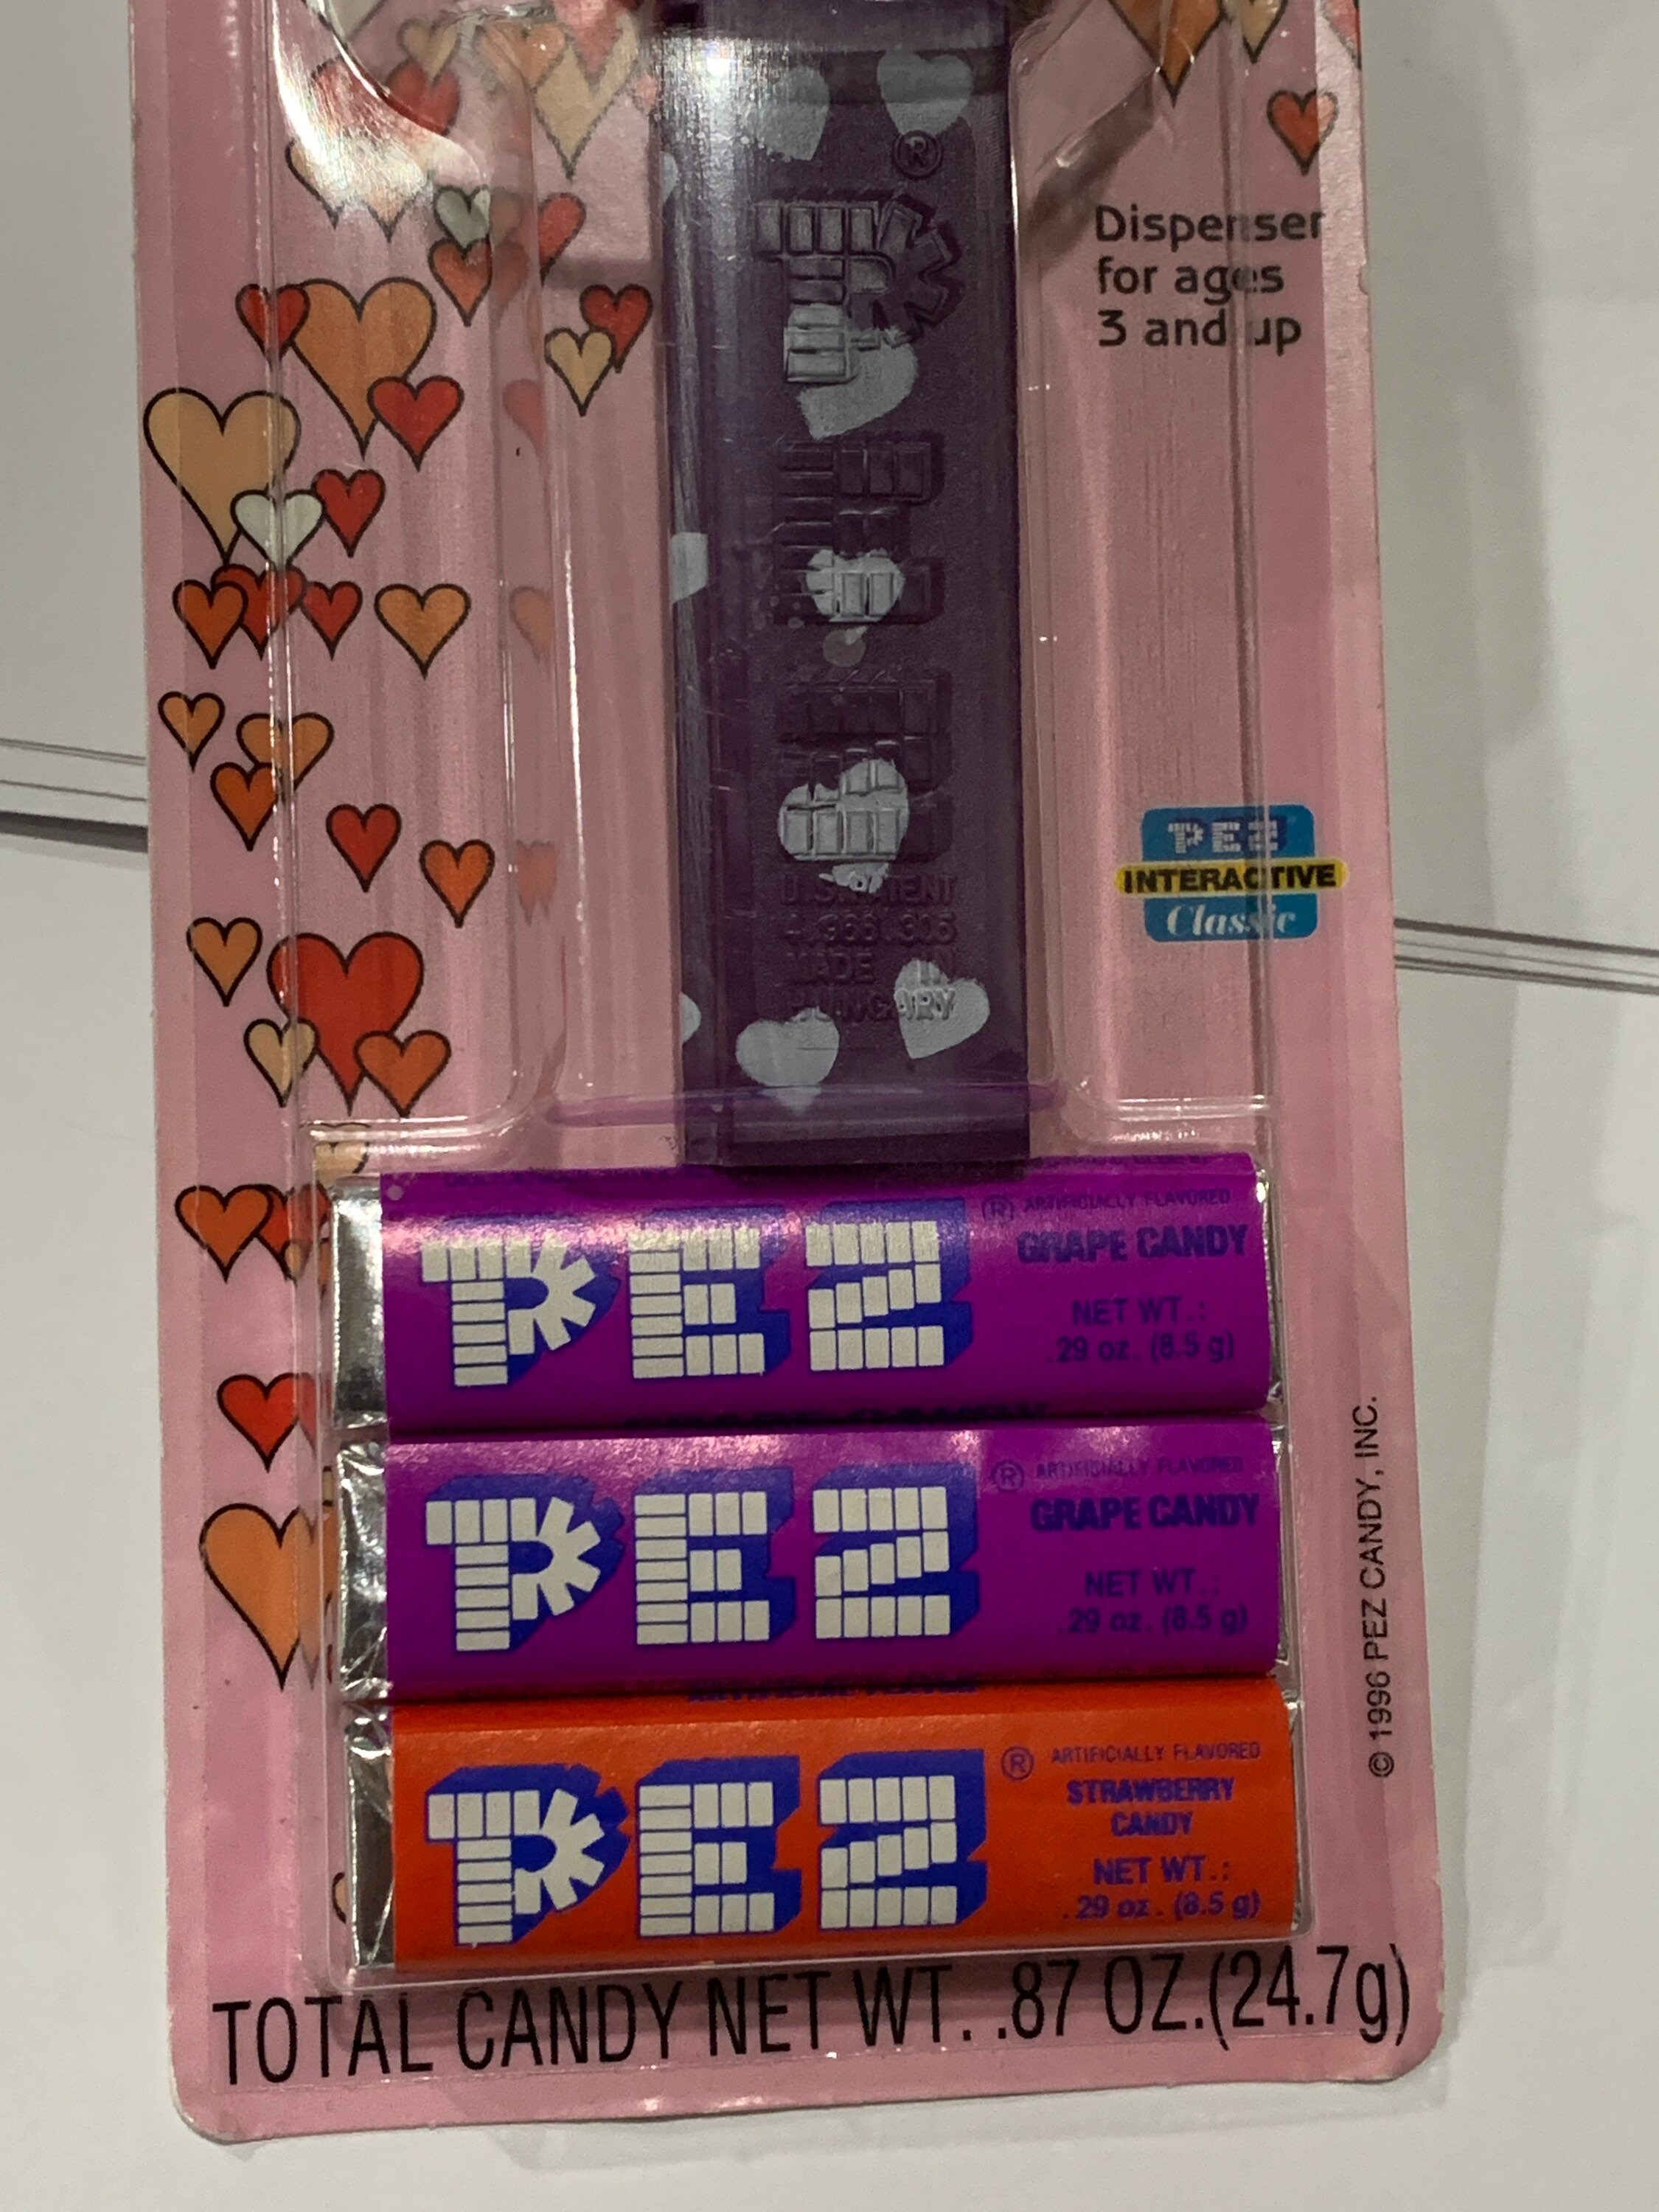 ®
PEZ
U.S. PATENT
4.966.305
MADE IN
HUNGARY
Dispenser
for ages
3 and up
PEZ
INTERACTIVE
Classic
PEZ ® ARTIFICIALLY FLAVORED
GRAPE CANDY
NET WT.:
.29 oz. (8.5 g)
PEZ ® ARTIFICIALLY FLAVORED
GRAPE CANDY
NET WT.:
.29 oz. (8.5 g)
PEZ ® ARTIFICIALLY FLAVORED
STRAWBERRY
CANDY
NET WT.:
.29 oz. (8.5 g)
© 1996 PEZ CANDY, INC.
TOTAL CANDY NET WT. .87 OZ.(24.7g)